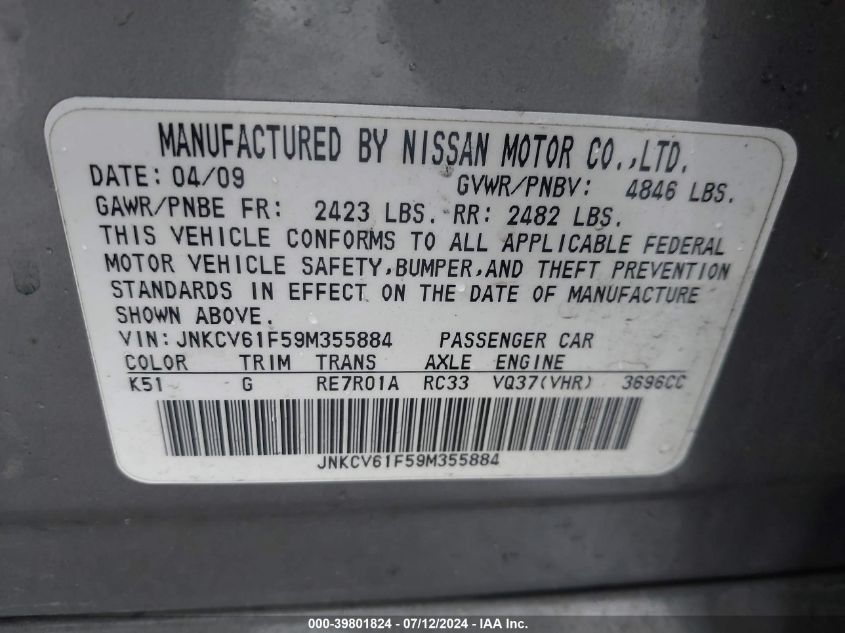 MANUFACTURED BY NISSAN MOTOR CO.,LTD.
DATE: 04/09 GVWR/PNBV: 4846 LBS.
GAWR/PNBE FR: 2423 LBS. RR: 2482 LBS.
THIS VEHICLE CONFORMS TO ALL APPLICABLE FEDERAL
MOTOR VEHICLE SAFETY,BUMPER,AND THEFT PREVENTION
STANDARDS IN EFFECT ON THE DATE OF MANUFACTURE
SHOWN ABOVE.
VIN: JNKCV61F59M355884 PASSENGER CAR
COLOR TRIM TRANS AXLE ENGINE
K51 G RE7R01A RC33 VQ37(VHR) 3696CC
JNKCV61F59M355884
000-39801824 - 07/12/2024 - IAA Inc.